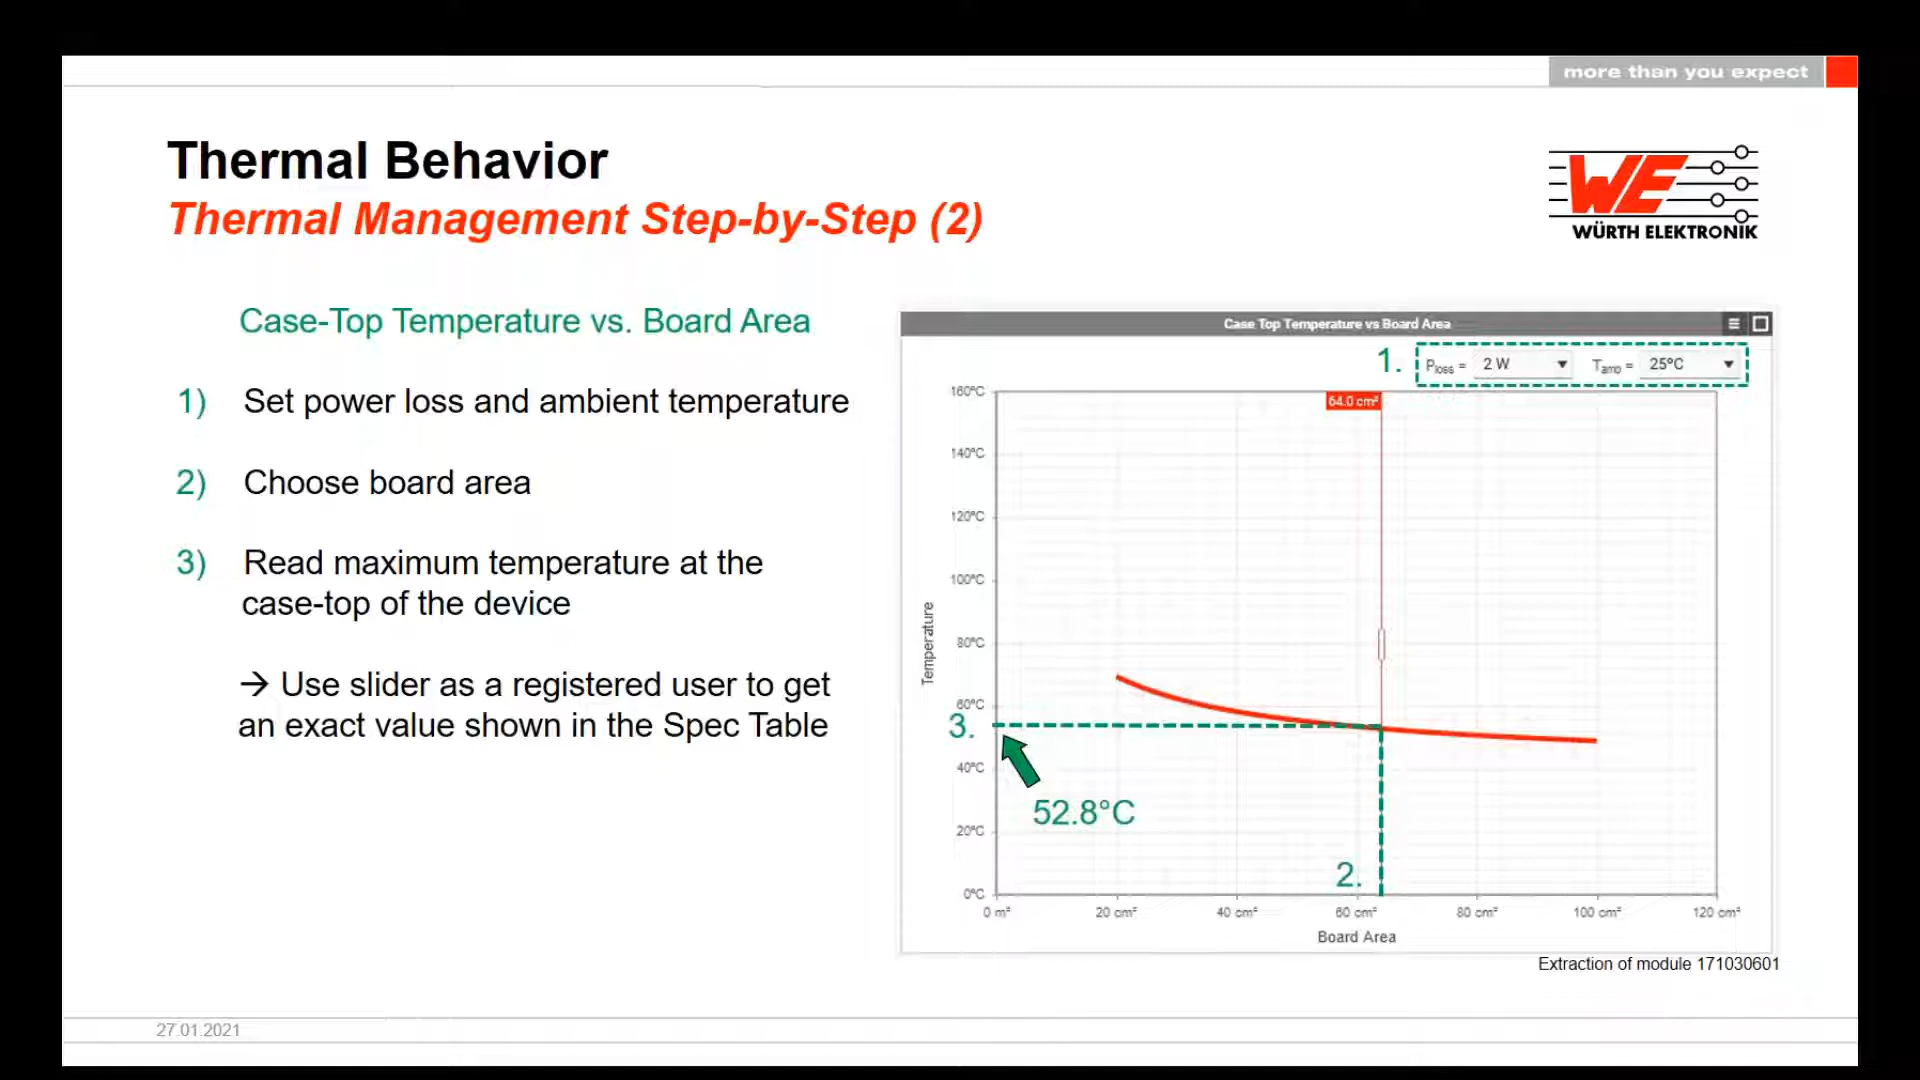 more than you expect
Thermal Behavior
Thermal Management Step-by-Step (2)
WE
WÜRTH ELEKTRONIK
Case-Top Temperature vs. Board Area
1) Set power loss and ambient temperature
2) Choose board area
3) Read maximum temperature at the
case-top of the device
→ Use slider as a registered user to get
an exact value shown in the Spec Table
Case Top Temperature vs Board Area
1. Ploss = 2 W Tamb = 25°C
160°C
64.0 cm²
140°C
120°C
100°C
80°C
60°C
3.
40°C
52.8°C
20°C
2.
0°C
Temperature
0 m² 20 cm² 40 cm² 60 cm² 80 cm² 100 cm² 120 cm²
Board Area
Extraction of module 171030601
27.01.2021